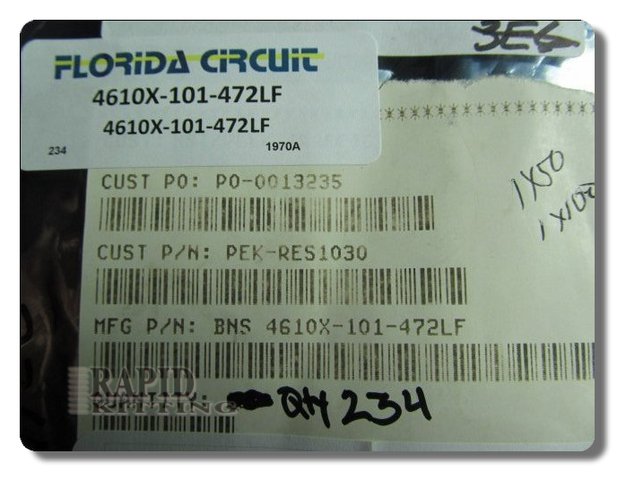 3E6
FLORIDA CIRCUIT
4610X-101-472LF
4610X-101-472LF
234 1970A
CUST PO: PO-0013235
1X50
1X100
CUST P/N: PEK-RES1030
MFG P/N: BNS 4610X-101-472LF
RAPID
KITTING
Qty 234